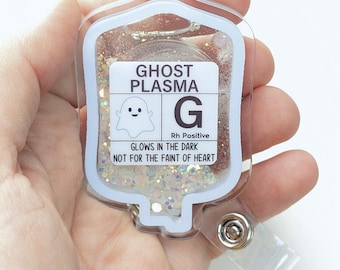 GHOST
PLASMA
G
Rh Positive
GLOWS IN THE DARK
NOT FOR THE FAINT OF HEART